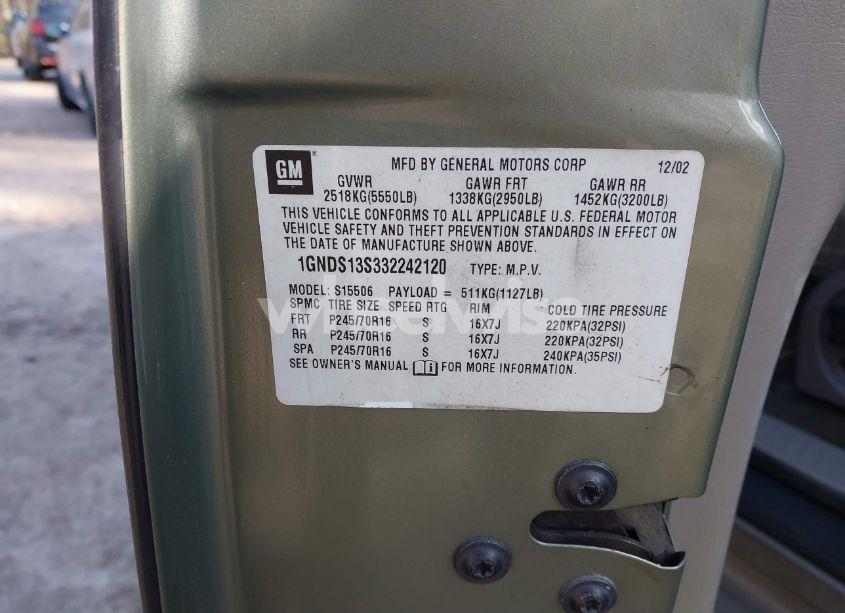 GM
MFD BY GENERAL MOTORS CORP 12/02
GVWR GAWR FRT GAWR RR
2518KG(5550LB) 1338KG(2950LB) 1452KG(3200LB)
THIS VEHICLE CONFORMS TO ALL APPLICABLE U.S. FEDERAL MOTOR
VEHICLE SAFETY AND THEFT PREVENTION STANDARDS IN EFFECT ON
THE DATE OF MANUFACTURE SHOWN ABOVE.
1GNDS13S332242120 TYPE: M.P.V.
MODEL: S15506 PAYLOAD = 511KG(1127LB)
SPMC TIRE SIZE SPEED RTG RIM COLD TIRE PRESSURE
FRT P245/70R16 S 16X7J 220KPA(32PSI)
RR P245/70R16 S 16X7J 220KPA(32PSI)
SPA P245/70R16 S 16X7J 240KPA(35PSI)
SEE OWNER'S MANUAL FOR MORE INFORMATION.